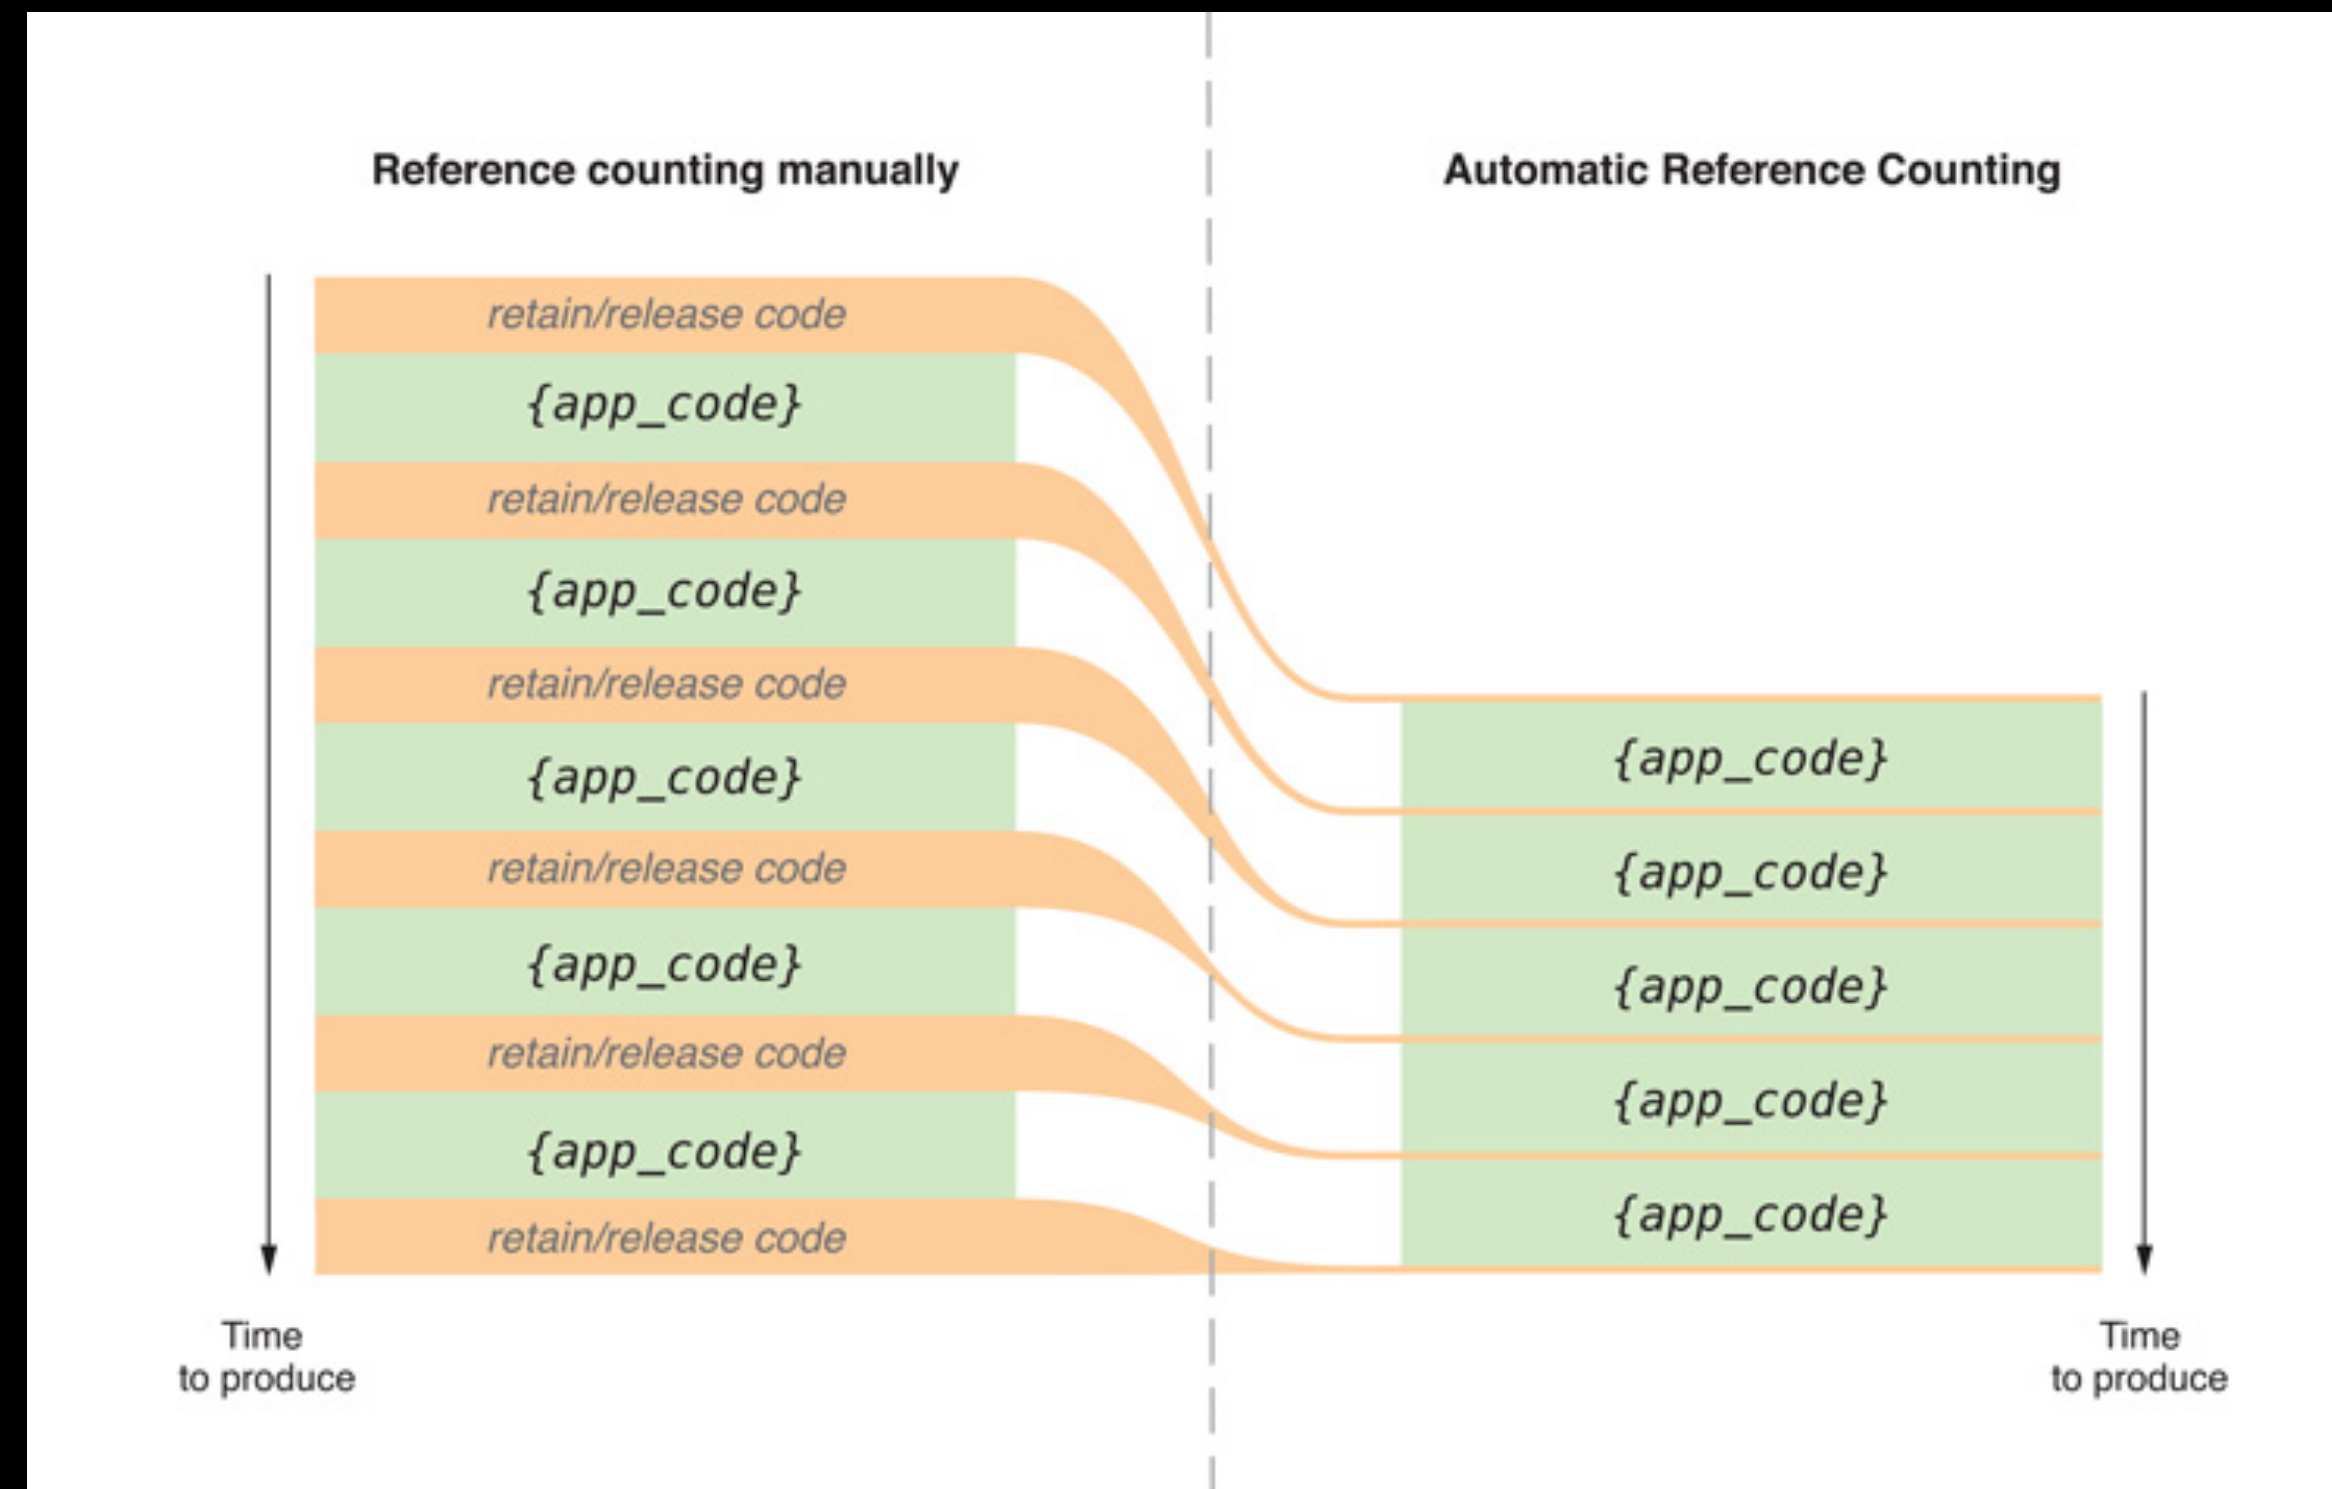 Reference counting manually
Automatic Reference Counting
retain/release code
{app_code}
retain/release code
{app_code}
retain/release code
{app_code}
retain/release code
{app_code}
retain/release code
{app_code}
retain/release code
{app_code}
{app_code}
{app_code}
{app_code}
{app_code}
Time
to produce
Time
to produce